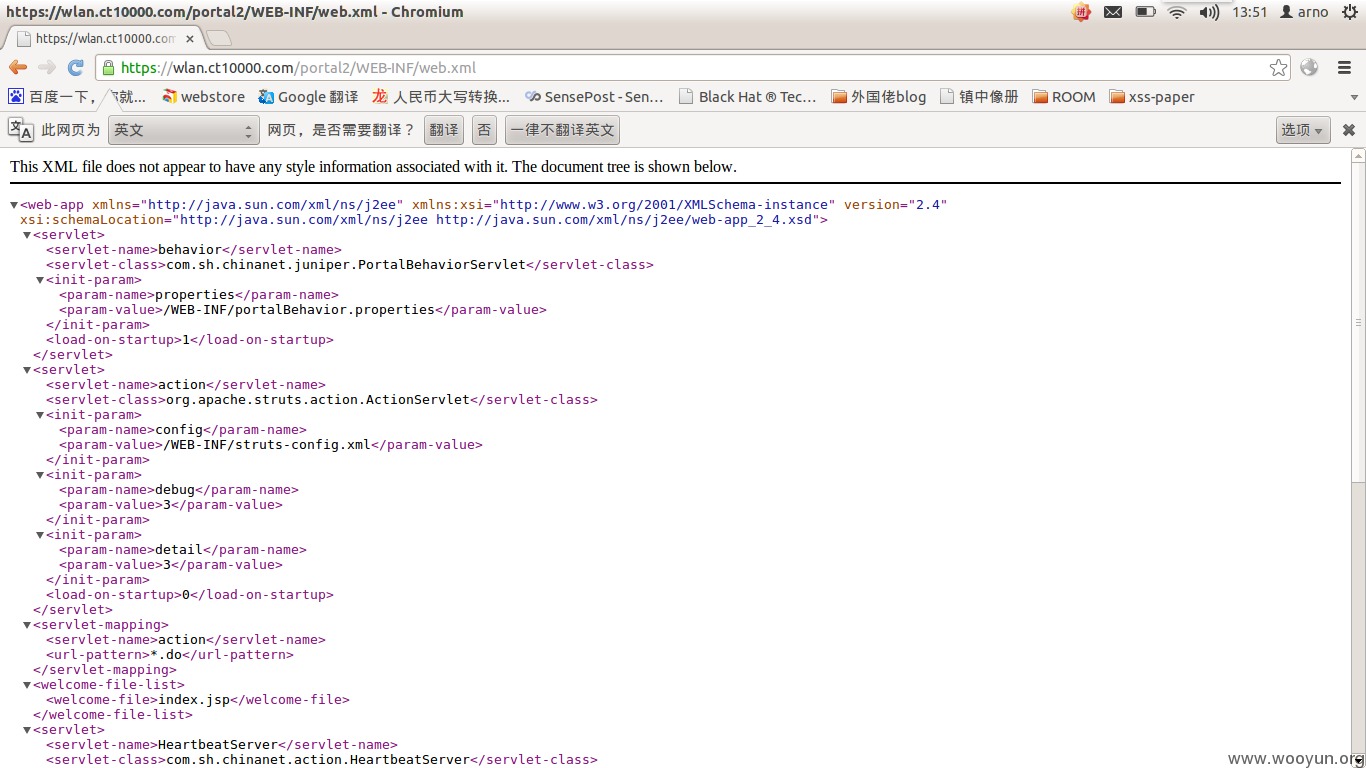 https://wlan.ct10000.com/portal2/WEB-INF/web.xml - Chromium
13:51 arno
https://wlan.ct10000.com
https://wlan.ct10000.com/portal2/WEB-INF/web.xml
百度一下, 就... webstore Google 翻译 人民币大写转换... SensePost - Sen... Black Hat ® Tec... 外国佬blog 镇中像册 ROOM xss-paper
此网页为 英文 网页，是否需要翻译？ 翻译 否 一律不翻译英文 选项
This XML file does not appear to have any style information associated with it. The document tree is shown below.
<web-app xmlns="http://java.sun.com/xml/ns/j2ee" xmlns:xsi="http://www.w3.org/2001/XMLSchema-instance" version="2.4"
xsi:schemaLocation="http://java.sun.com/xml/ns/j2ee http://java.sun.com/xml/ns/j2ee/web-app_2_4.xsd">
<servlet>
<servlet-name>behavior</servlet-name>
<servlet-class>com.sh.chinanet.juniper.PortalBehaviorServlet</servlet-class>
<init-param>
<param-name>properties</param-name>
<param-value>/WEB-INF/portalBehavior.properties</param-value>
</init-param>
<load-on-startup>1</load-on-startup>
</servlet>
<servlet>
<servlet-name>action</servlet-name>
<servlet-class>org.apache.struts.action.ActionServlet</servlet-class>
<init-param>
<param-name>config</param-name>
<param-value>/WEB-INF/struts-config.xml</param-value>
</init-param>
<init-param>
<param-name>debug</param-name>
<param-value>3</param-value>
</init-param>
<init-param>
<param-name>detail</param-name>
<param-value>3</param-value>
</init-param>
<load-on-startup>0</load-on-startup>
</servlet>
<servlet-mapping>
<servlet-name>action</servlet-name>
<url-pattern>*.do</url-pattern>
</servlet-mapping>
<welcome-file-list>
<welcome-file>index.jsp</welcome-file>
</welcome-file-list>
<servlet>
<servlet-name>HeartbeatServer</servlet-name>
<servlet-class>com.sh.chinanet.action.HeartbeatServer</servlet-class>
www.wooyun.org